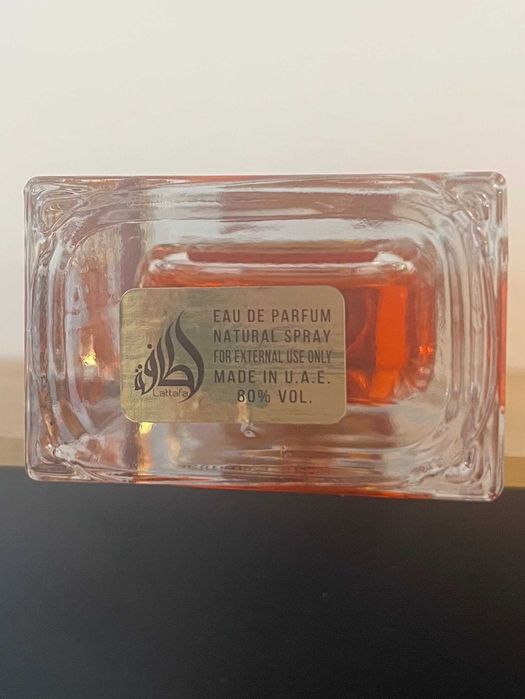 EAU DE PARFUM
NATURAL SPRAY
FOR EXTERNAL USE ONLY
MADE IN U.A.E.
80% VOL.
لطافة
Lattafa